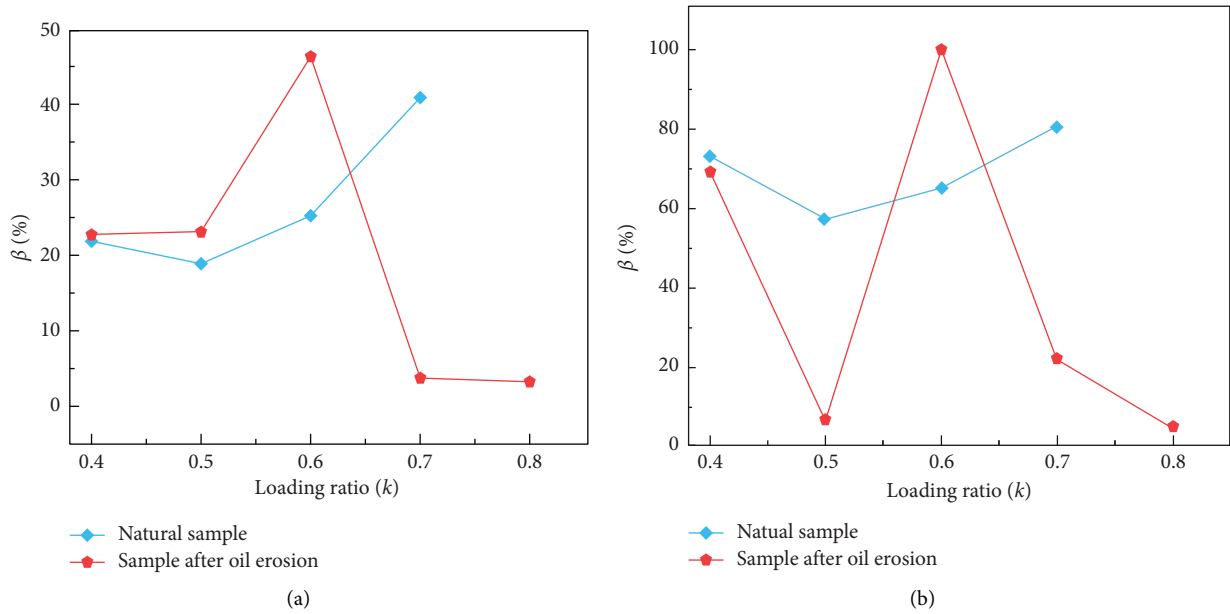 50
40
30
20
10
0
β (%)
0.4 0.5 0.6 0.7 0.8
Loading ratio (k)
Natural sample
Sample after oil erosion
(a)
100
80
60
40
20
0
β (%)
0.4 0.5 0.6 0.7 0.8
Loading ratio (k)
Natual sample
Sample after oil erosion
(b)